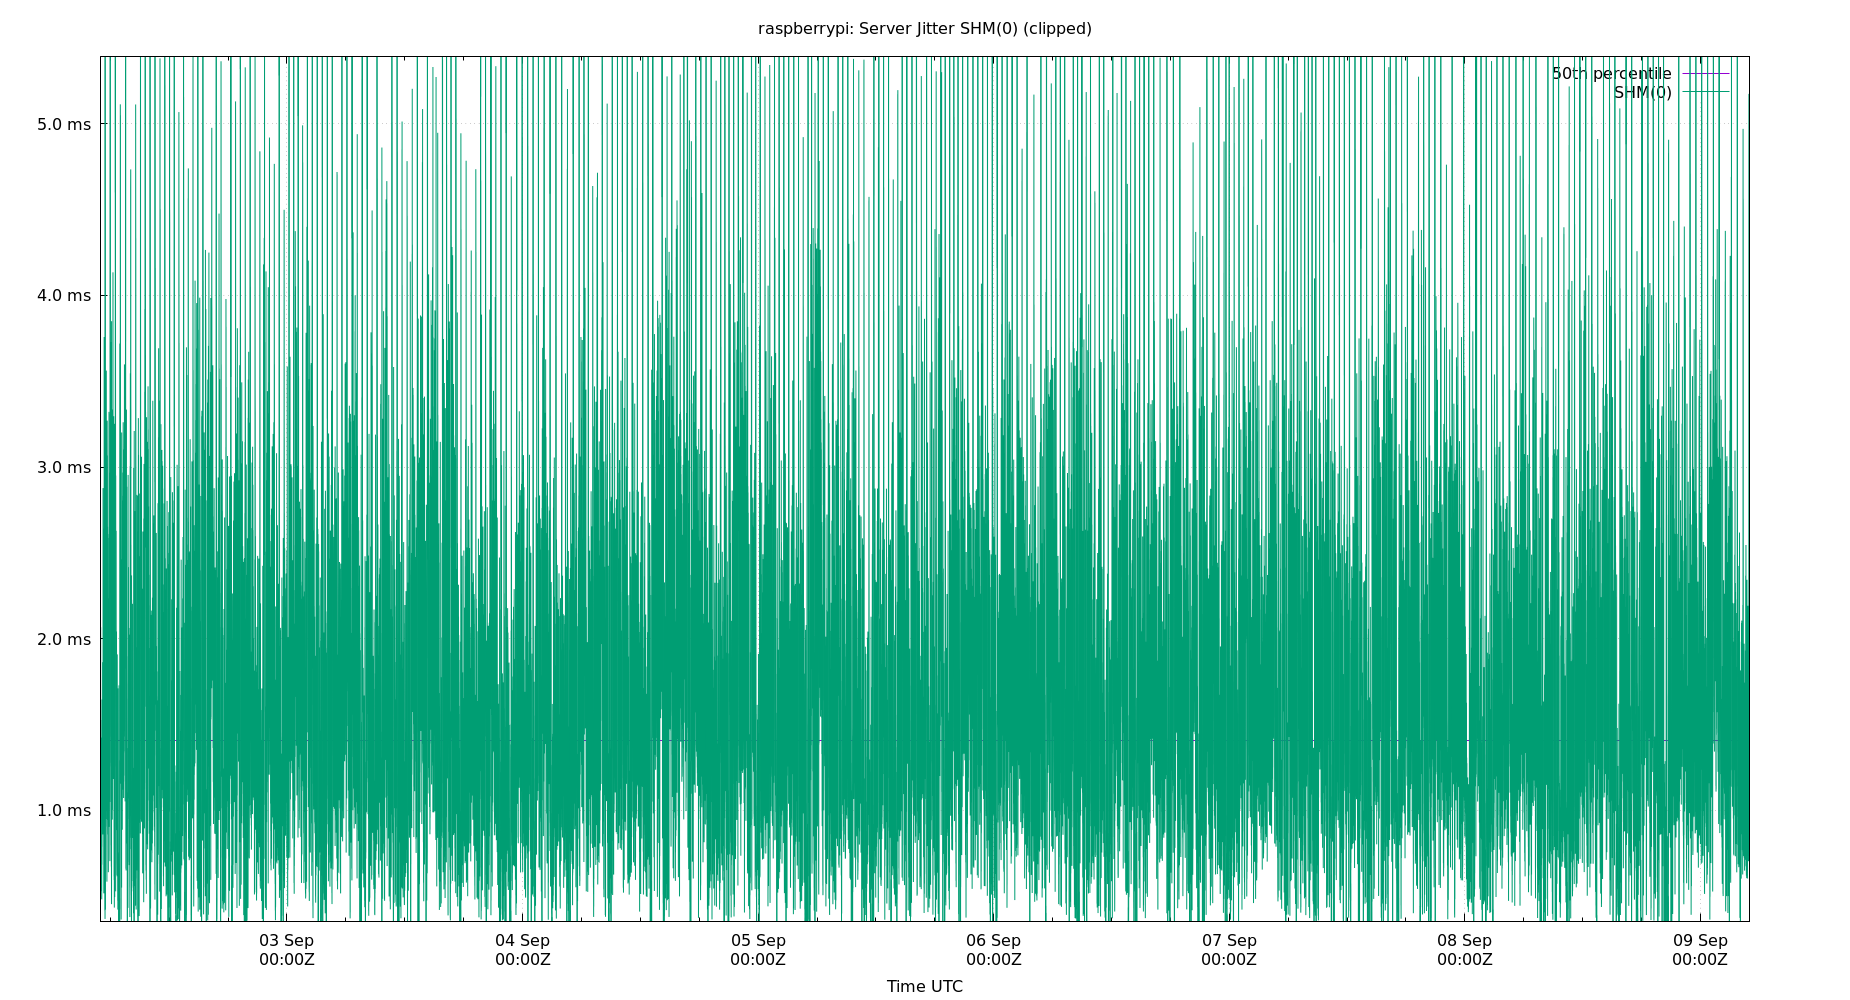 raspberrypi: Server Jitter SHM(0) (clipped)
50th percentile
SHM(0)
5.0 ms
4.0 ms
3.0 ms
2.0 ms
1.0 ms
03 Sep
00:00Z
04 Sep
00:00Z
05 Sep
00:00Z
06 Sep
00:00Z
07 Sep
00:00Z
08 Sep
00:00Z
09 Sep
00:00Z
Time UTC